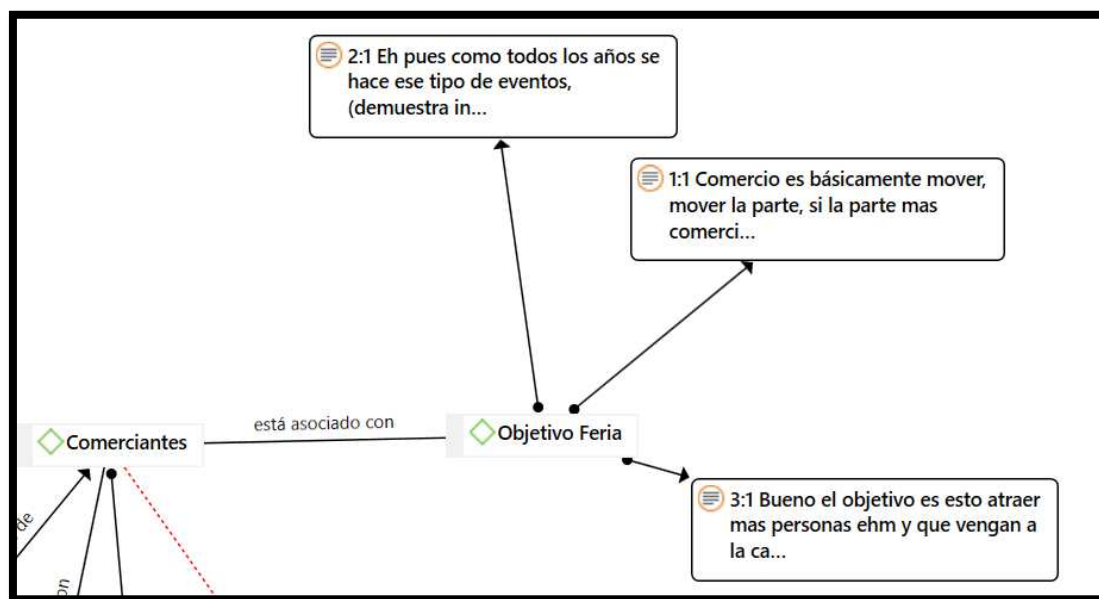 2:1 Eh pues como todos los años se
hace ese tipo de eventos,
(demuestra in...
1:1 Comercio es básicamente mover,
mover la parte, si la parte mas
comerci...
está asociado con
Comerciantes
Objetivo Feria
3:1 Bueno el objetivo es esto atraer
mas personas ehm y que vengan a
la ca...
de
on